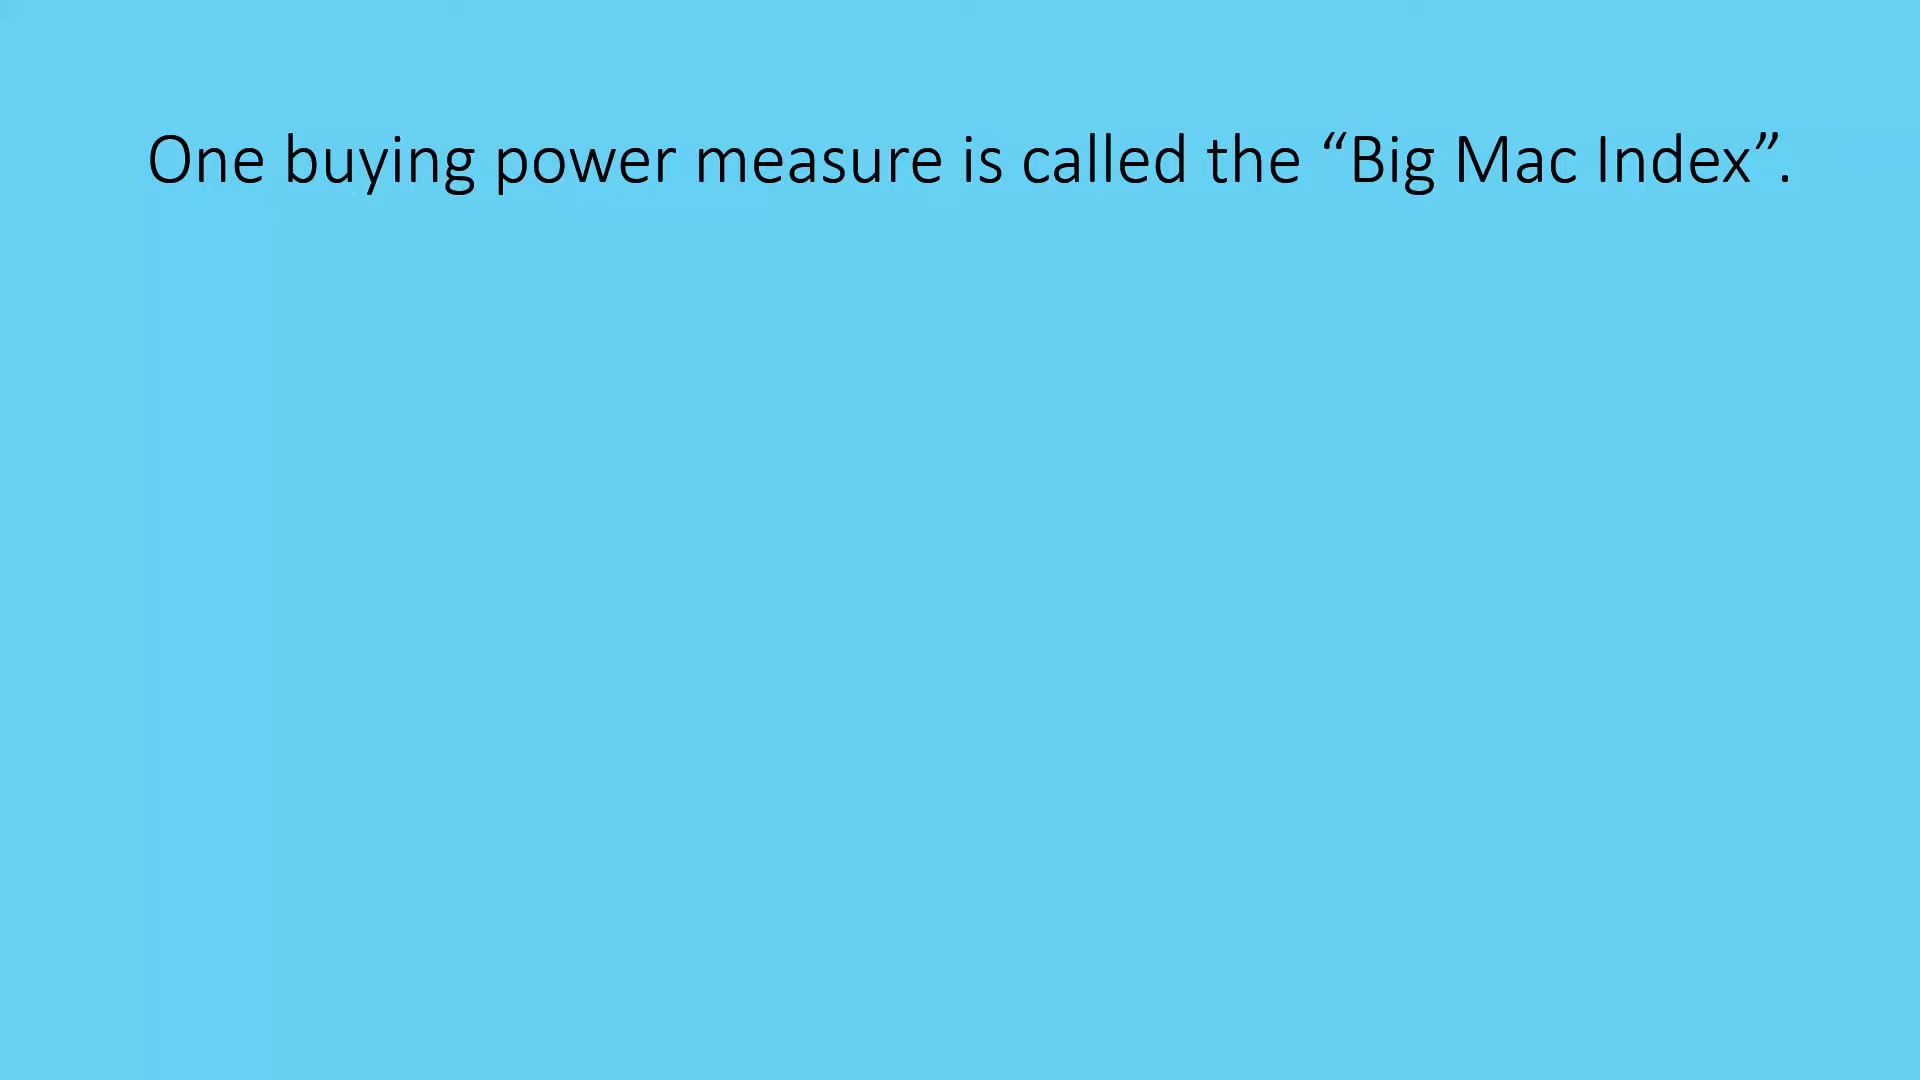 One buying power measure is called the “Big Mac Index”.